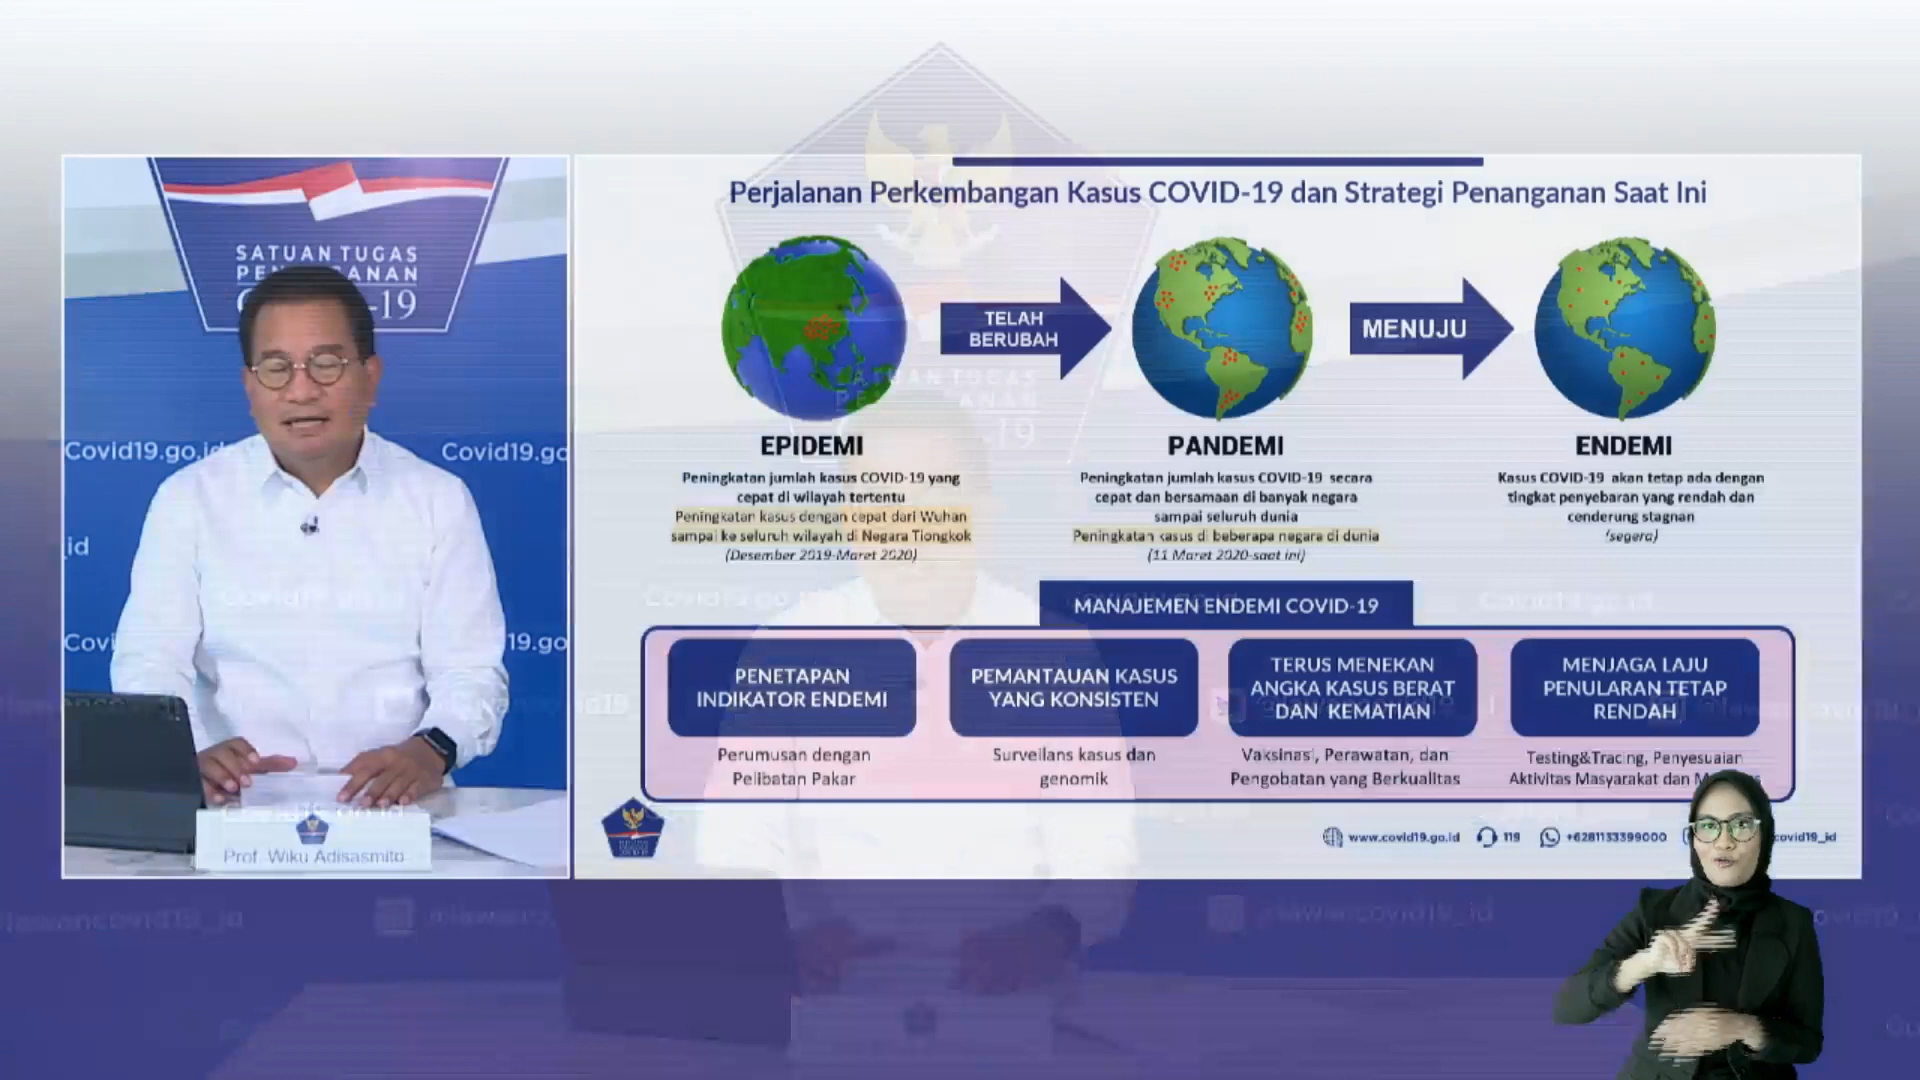 Perjalanan Perkembangan Kasus COVID-19 dan Strategi Penanganan Saat Ini
SATUAN TUGAS
-19
Covid19.go.id
Covid19.go
_id
Covi
19.go
TELAH
BERUBAH
MENUJU
EPIDEMI
Peningkatan jumlah kasus COVID-19 yang
cepat di wilayah tertentu
Peningkatan kasus dengan cepat dari Wuhan
sampai ke seluruh wilayah di Negara Tiongkok
(Desember 2019-Maret 2020)
PANDEMI
Peningkatan jumlah kasus COVID-19 secara
cepat dan bersamaan di banyak negara
sampai seluruh dunia
Peningkatan kasus di beberapa negara di dunia
(11 Maret 2020-saat ini)
ENDEMI
Kasus COVID-19 akan tetap ada dengan
tingkat penyebaran yang rendah dan
cenderung stagnan
(segera)
MANAJEMEN ENDEMI COVID-19
PENETAPAN
INDIKATOR ENDEMI
Perumusan dengan
Pelibatan Pakar
PEMANTAUAN KASUS
YANG KONSISTEN
Surveilans kasus dan
genomik
TERUS MENEKAN
ANGKA KASUS BERAT
DAN KEMATIAN
Vaksinasi, Perawatan, dan
Pengobatan yang Berkualitas
MENJAGA LAJU
PENULARAN TETAP
RENDAH
Testing&Tracing, Penyesuaian
Aktivitas Masyarakat dan
www.covid19.go.id
119
+6281133399000
covid19_id
Prof. Wiku Adisasmito